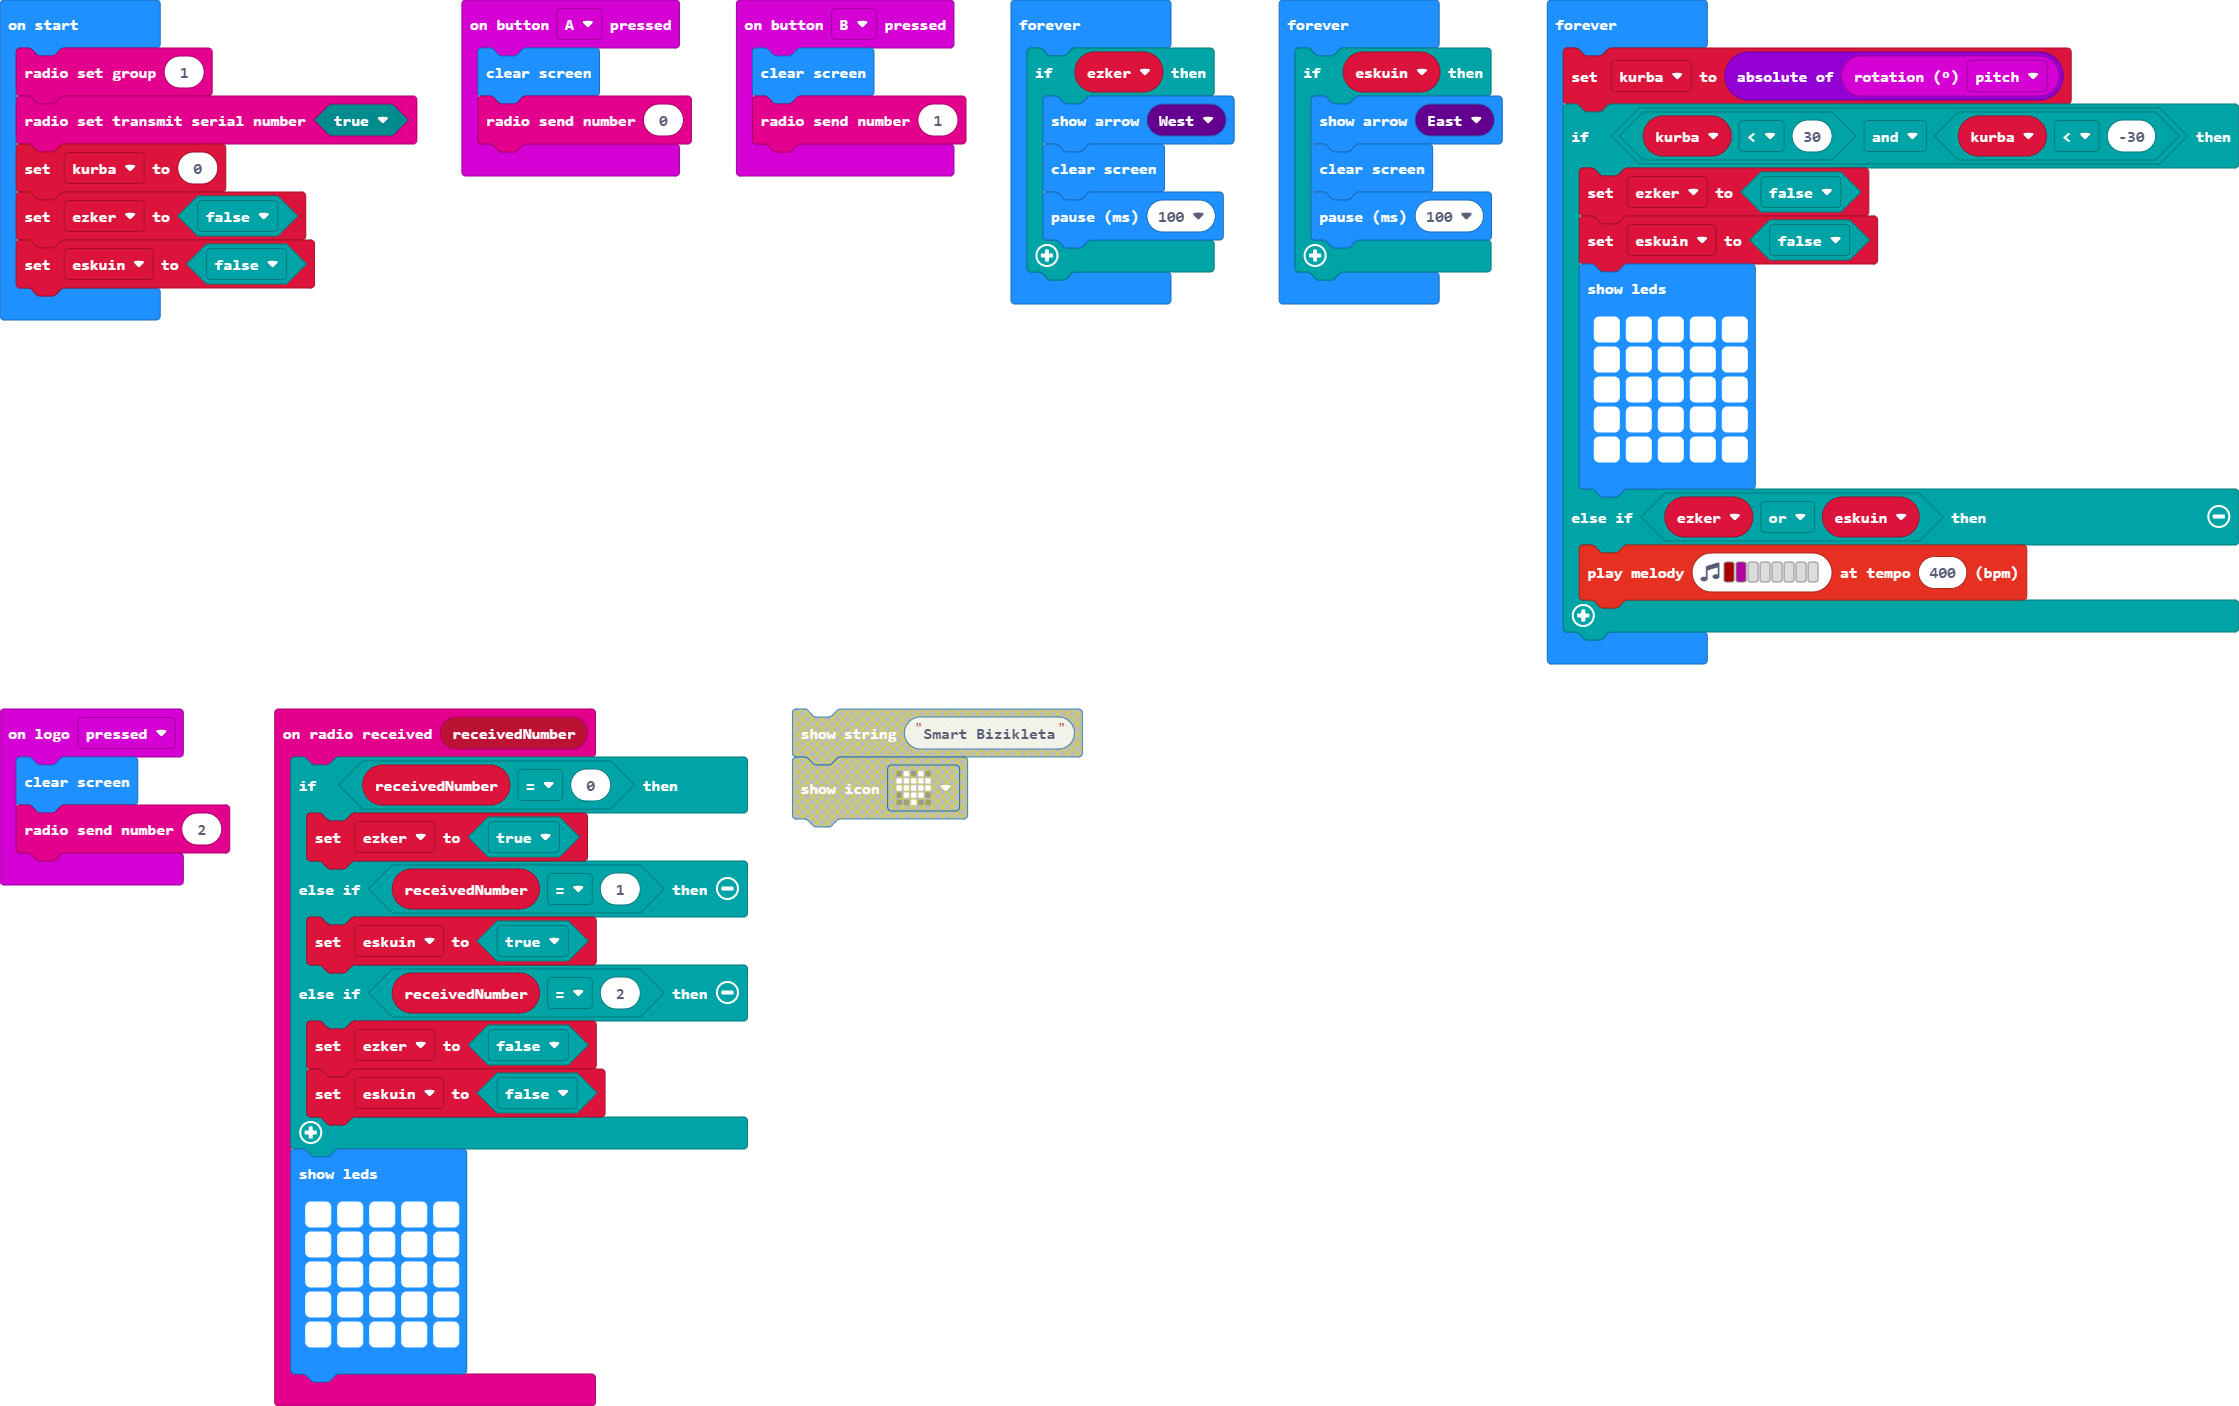 on start
radio set group 1
radio set transmit serial number true
set kurba to 0
set ezker to false
set eskuin to false
on button A pressed
clear screen
radio send number 0
on button B pressed
clear screen
radio send number 1
forever
if ezker then
show arrow West
clear screen
pause (ms) 100
forever
if eskuin then
show arrow East
clear screen
pause (ms) 100
forever
set kurba to absolute of rotation (º) pitch
if kurba < 30 and kurba < -30 then
set ezker to false
set eskuin to false
show leds
else if ezker or eskuin then
play melody at tempo 400 (bpm)
on logo pressed
clear screen
radio send number 2
on radio received receivedNumber
if receivedNumber = 0 then
set ezker to true
else if receivedNumber = 1 then
set eskuin to true
else if receivedNumber = 2 then
set ezker to false
set eskuin to false
show leds
show string "Smart Bizikleta"
show icon